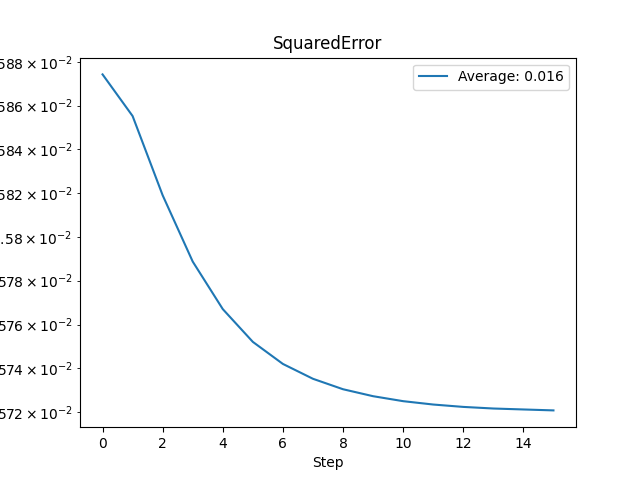 SquaredError
Average: 0.016
588 × 10⁻²
586 × 10⁻²
584 × 10⁻²
582 × 10⁻²
.58 × 10⁻²
578 × 10⁻²
576 × 10⁻²
574 × 10⁻²
572 × 10⁻²
0 2 4 6 8 10 12 14
Step